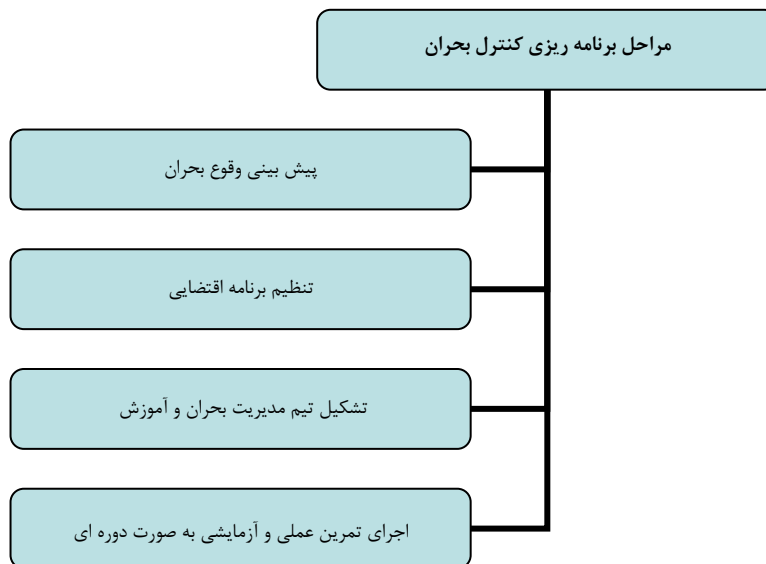 مراحل برنامه ریزی کنترل بحران
پیش بینی وقوع بحران
تنظیم برنامه اقتضایی
تشکیل تیم مدیریت بحران و آموزش
اجرای تمرین عملی و آزمایشی به صورت دوره ای